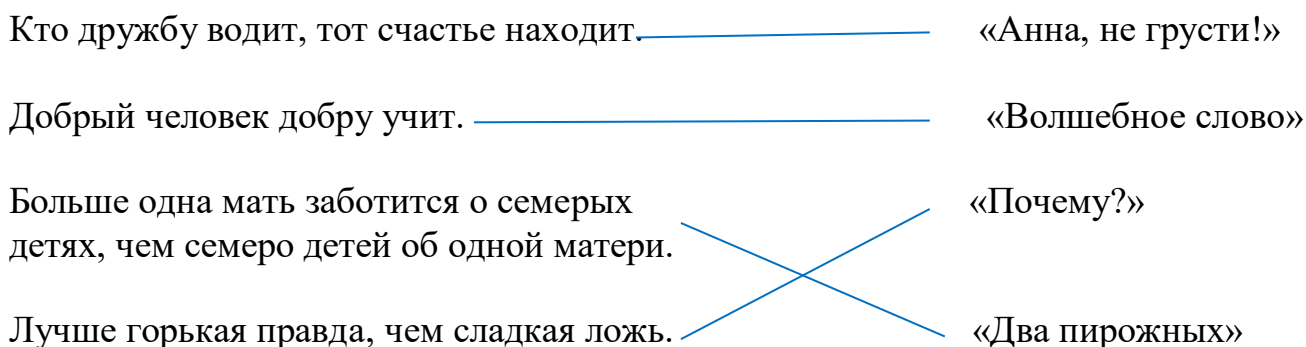 Кто дружбу водит, тот счастье находит. «Анна, не грусти!»
Добрый человек добру учит. «Волшебное слово»
Больше одна мать заботится о семерых «Почему?»
детях, чем семеро детей об одной матери.
Лучше горькая правда, чем сладкая ложь. «Два пирожных»